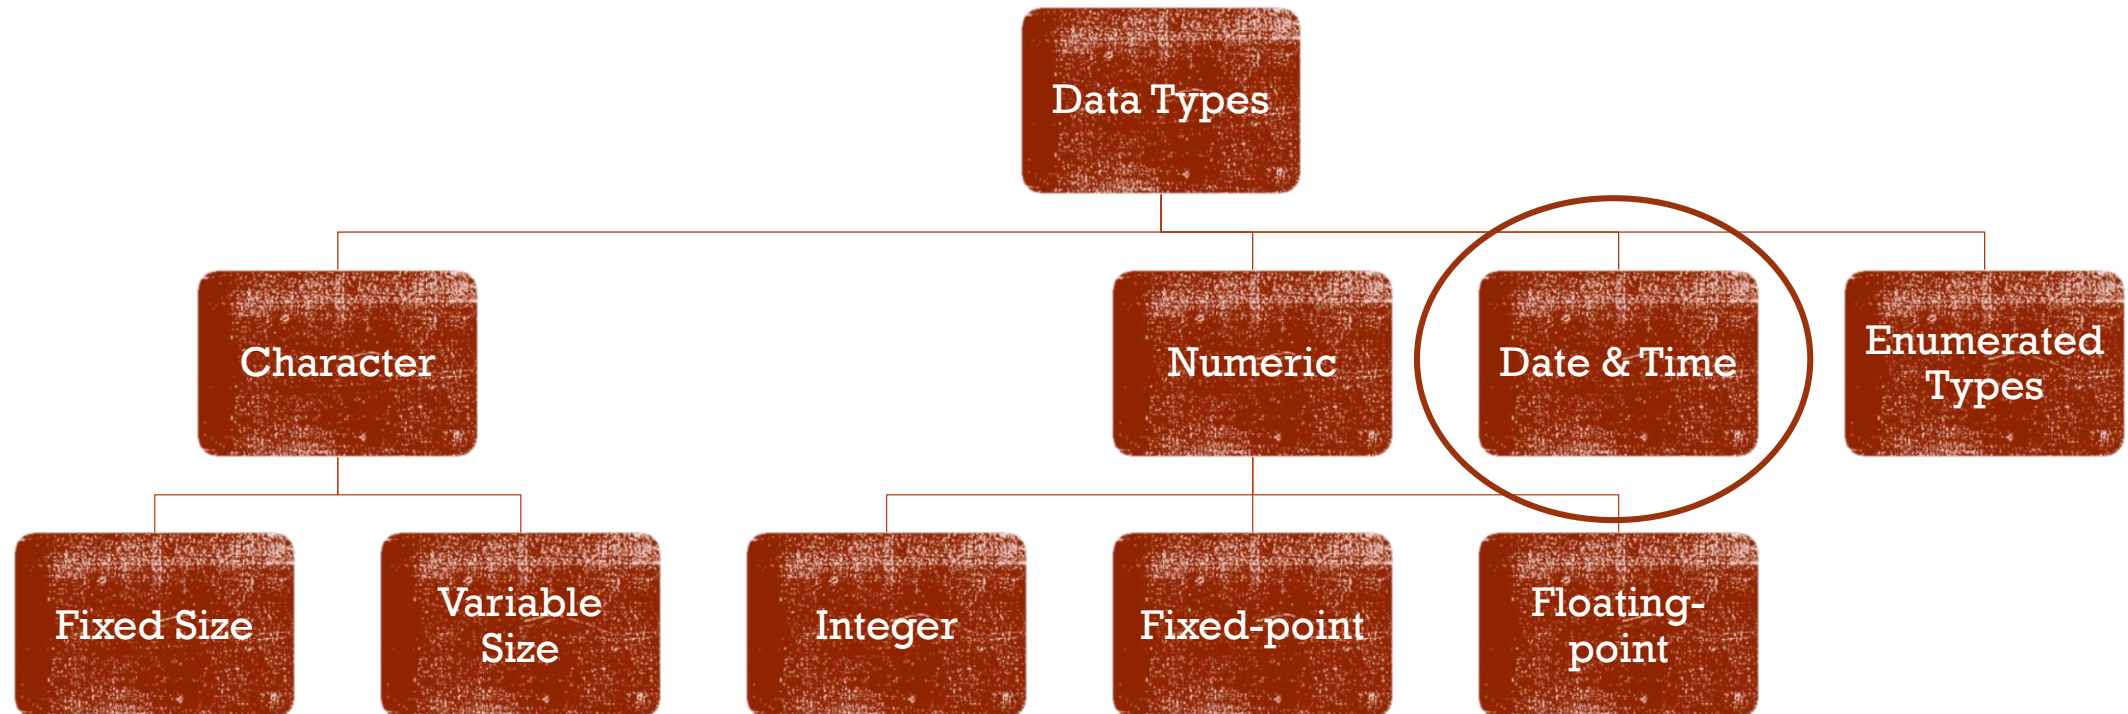 Data Types
Character
Numeric
Date & Time
Enumerated
Types
Fixed Size
Variable
Size
Integer
Fixed-point
Floating-
point